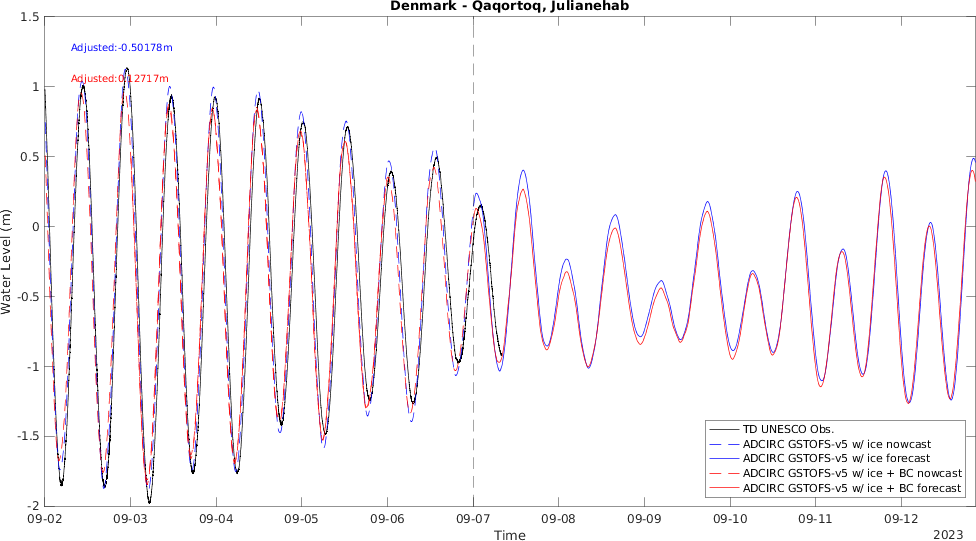 Denmark - Qaqortoq, Julianehab
1.5
1
0.5
0
-0.5
-1
-1.5
-2
Water Level (m)
Adjusted:-0.50178m
Adjusted:0.12717m
TD UNESCO Obs.
ADCIRC GSTOFS-v5 w/ ice nowcast
ADCIRC GSTOFS-v5 w/ ice forecast
ADCIRC GSTOFS-v5 w/ ice + BC nowcast
ADCIRC GSTOFS-v5 w/ ice + BC forecast
09-02 09-03 09-04 09-05 09-06 09-07 09-08 09-09 09-10 09-11 09-12
Time
2023